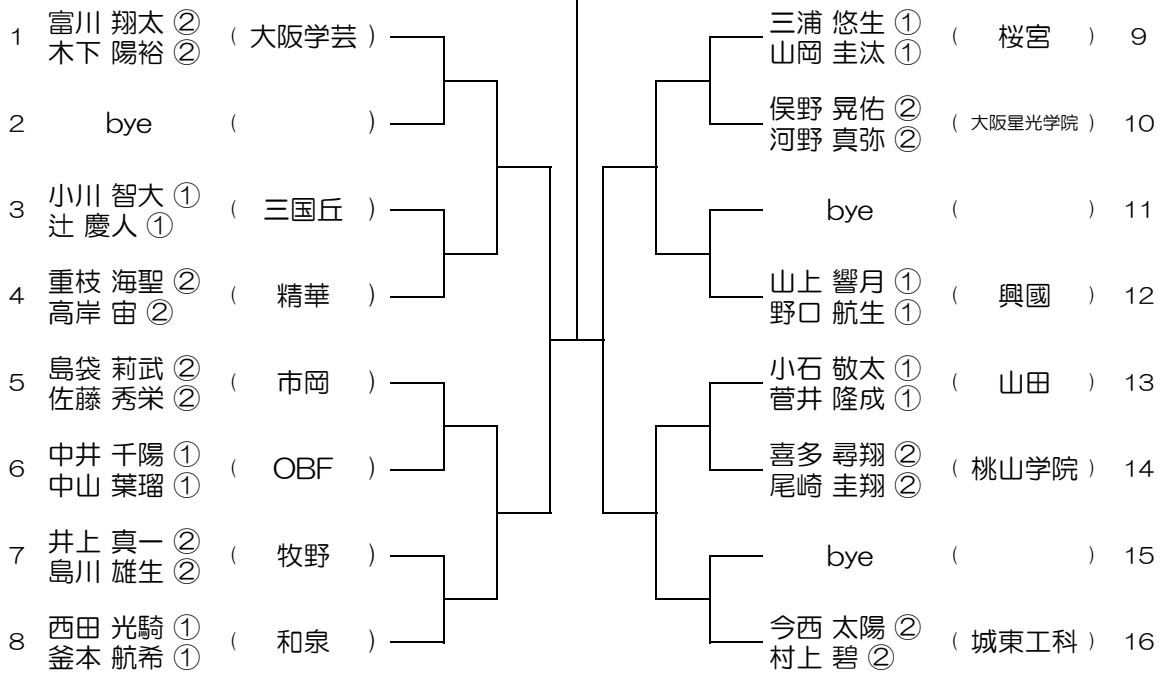 1 富川 翔太 ② ( 大阪学芸 )
木下 陽裕 ②
2 bye ( )
3 小川 智大 ① ( 三国丘 )
辻 慶人 ①
4 重枝 海聖 ② ( 精華 )
高岸 宙 ②
5 島袋 莉武 ② ( 市岡 )
佐藤 秀栄 ②
6 中井 千陽 ① ( OBF )
中山 葉瑠 ①
7 井上 真一 ② ( 牧野 )
島川 雄生 ②
8 西田 光騎 ① ( 和泉 )
釜本 航希 ①
三浦 悠生 ① ( 桜宮 ) 9
山岡 圭汰 ①
俣野 晃佑 ② ( 大阪星光学院 ) 10
河野 真弥 ②
bye ( ) 11
山上 響月 ① ( 興國 ) 12
野口 航生 ①
小石 敬太 ① ( 山田 ) 13
菅井 隆成 ①
喜多 尋翔 ② ( 桃山学院 ) 14
尾崎 圭翔 ②
bye ( ) 15
今西 太陽 ② ( 城東工科 ) 16
村上 碧 ②